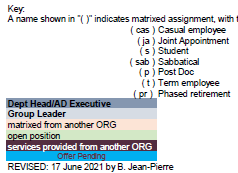 Key:
A name shown in "( )" indicates matrixed assignment, with
( cas ) Casual employee
( ja ) Joint Appointment
( s ) Student
( sab ) Sabbatical
( p ) Post Doc
( t ) Term employee
( pr ) Phased retirement
Dept Head/AD Executive
Group Leader
matrixed from another ORG
open position
services provided from another ORG
Offer Pending
REVISED: 17 June 2021 by B. Jean-Pierre